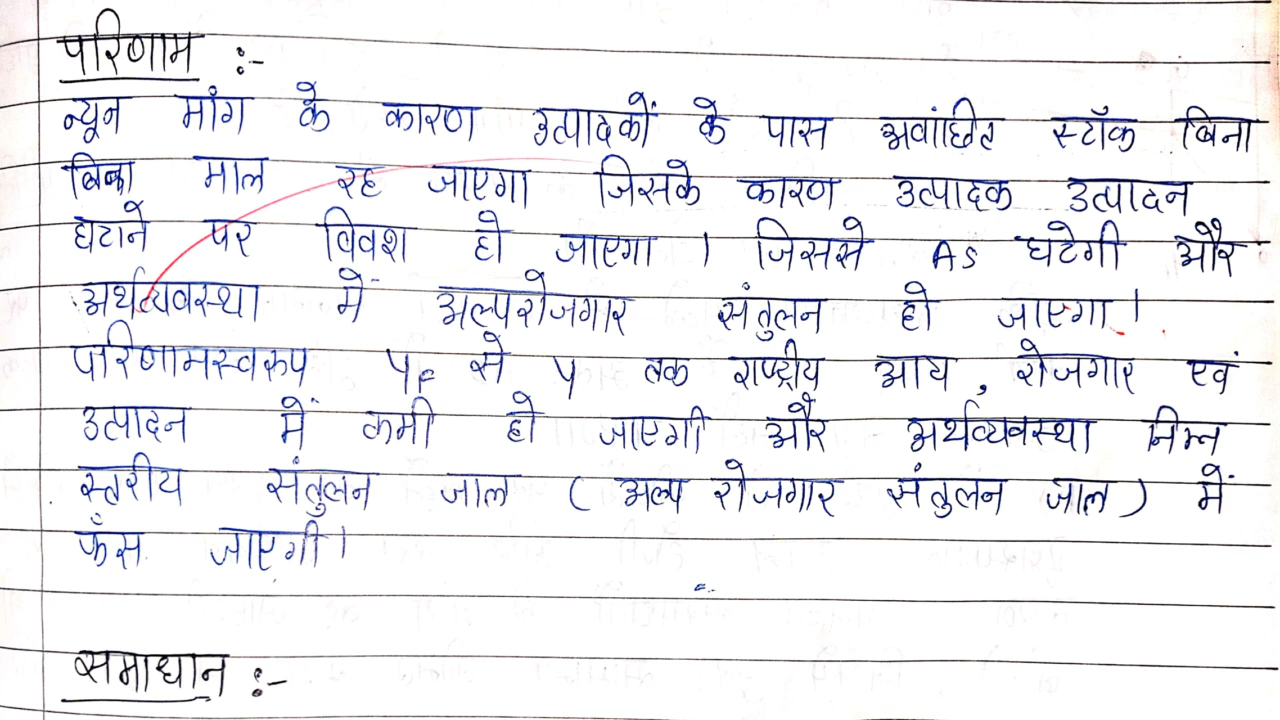 परिणाम :-
न्यून मांग के कारण उत्पादकों के पास अवांछित स्टॉक बिना
बिका माल रह जाएगा जिसके कारण उत्पादक उत्पादन
घटाने पर विवश हो जाएगा । जिससे AS घटेगी और
अर्थव्यवस्था में अल्परोजगार संतुलन हो जाएगा ।
परिणामस्वरूप YF से Y तक राष्ट्रीय आय , रोजगार एवं
उत्पादन में कमी हो जाएगी और अर्थव्यवस्था निम्न
स्तरीय संतुलन जाल ( अल्प रोजगार संतुलन जाल ) में
फँस जाएगी ।
समाधान :-